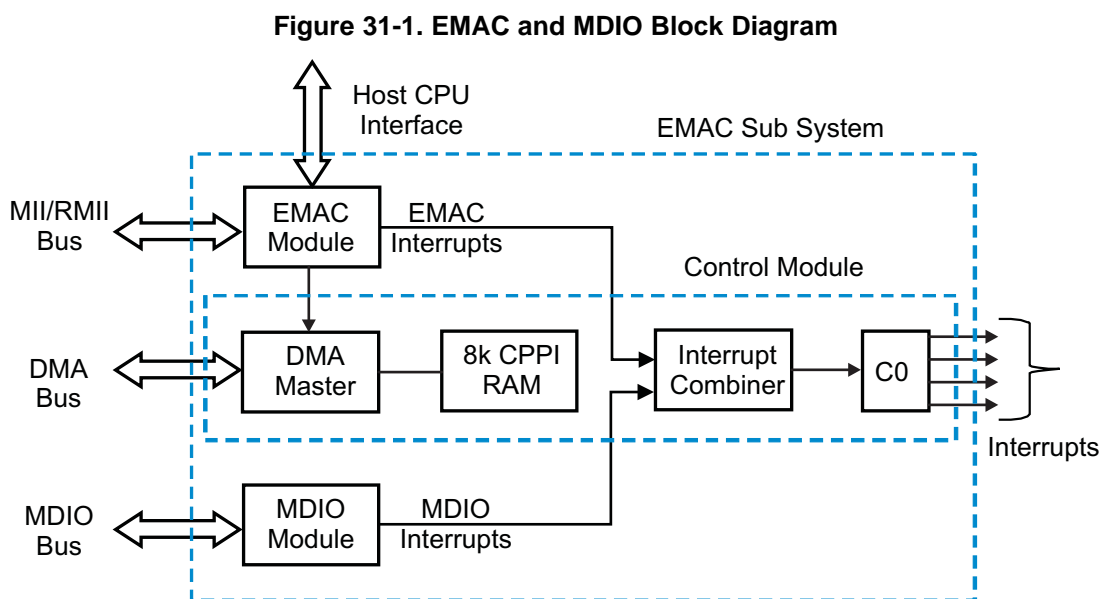 Figure 31-1. EMAC and MDIO Block Diagram
Host CPU
Interface
EMAC Sub System
MII/RMII
Bus
EMAC
Module
EMAC
Interrupts
Control Module
DMA
Bus
DMA
Master
8k CPPI
RAM
Interrupt
Combiner
C0
Interrupts
MDIO
Bus
MDIO
Module
MDIO
Interrupts